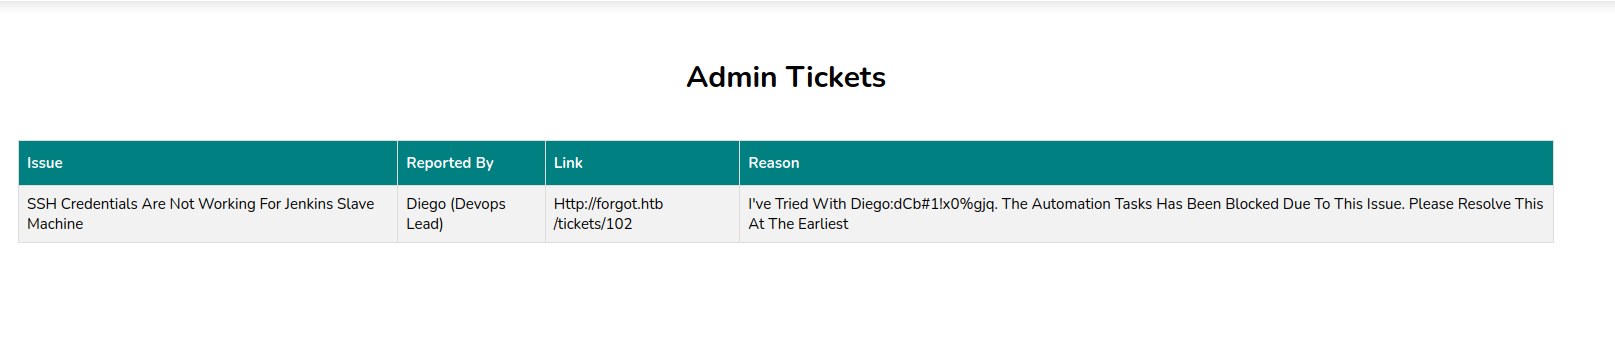 Admin Tickets
Issue
Reported By
Link
Reason
SSH Credentials Are Not Working For Jenkins Slave
Machine
Diego (Devops
Lead)
Http://forgot.htb
/tickets/102
I've Tried With Diego:dCb#1!x0%gjq. The Automation Tasks Has Been Blocked Due To This Issue. Please Resolve This
At The Earliest